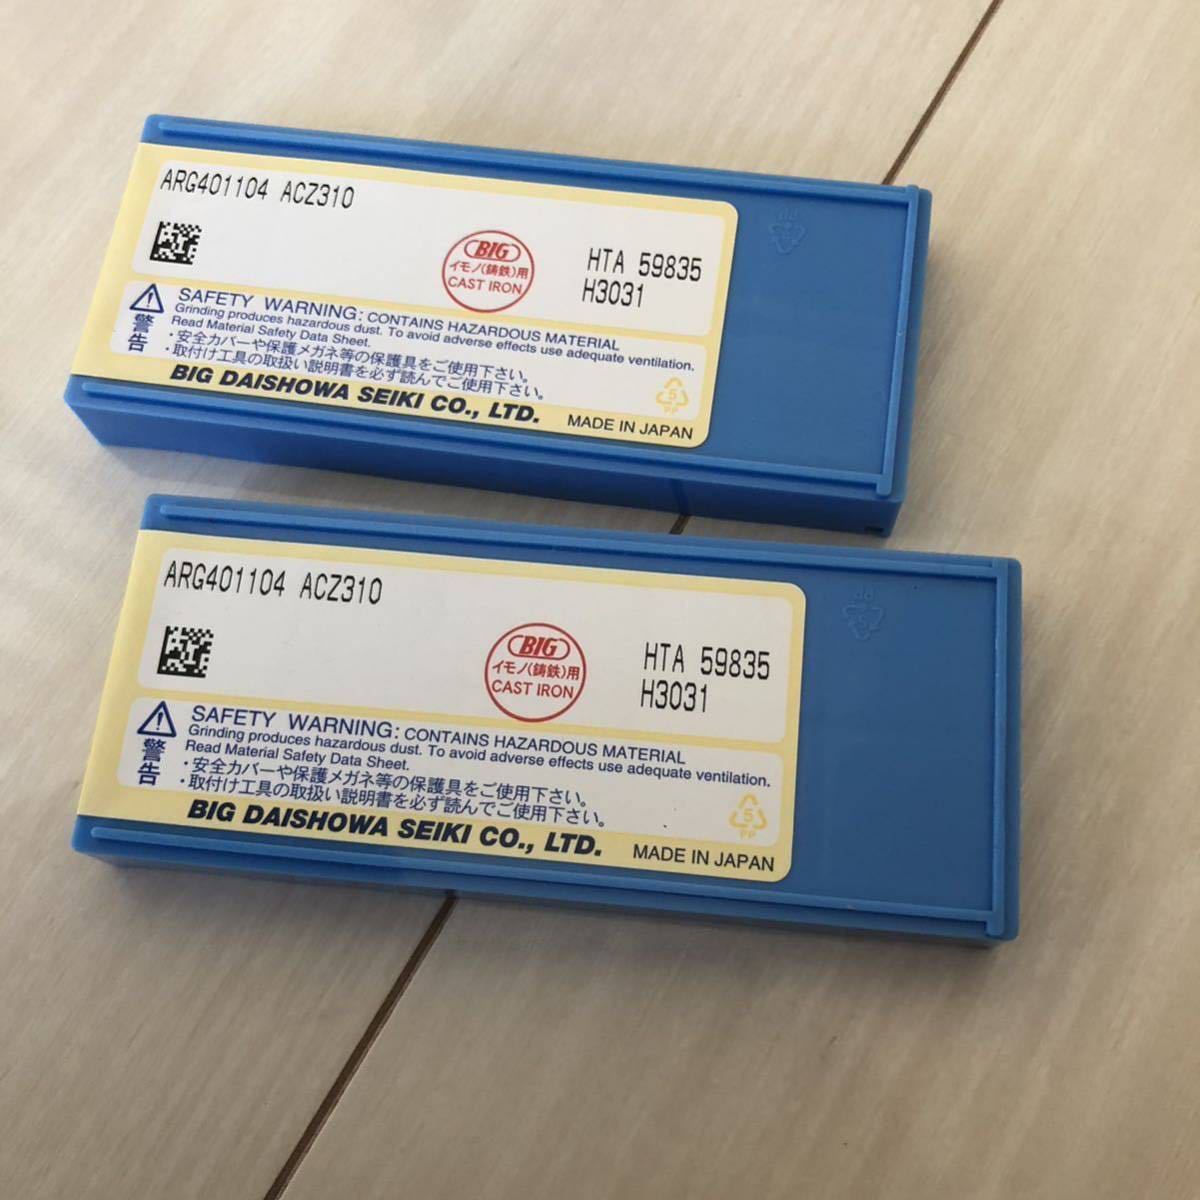 ARG401104 ACZ310
BIG
イモノ(鋳鉄)用
CAST IRON
HTA 59835
H3031
警告
SAFETY WARNING: CONTAINS HAZARDOUS MATERIAL
Grinding produces hazardous dust. To avoid adverse effects use adequate ventilation.
Read Material Safety Data Sheet.
・安全カバーや保護メガネ等の保護具をご使用下さい。
・取付け工具の取扱い説明書を必ず読んでご使用下さい。
5
PP
BIG DAISHOWA SEIKI CO., LTD.
MADE IN JAPAN
ARG401104 ACZ310
BIG
イモノ(鋳鉄)用
CAST IRON
HTA 59835
H3031
警告
SAFETY WARNING: CONTAINS HAZARDOUS MATERIAL
Grinding produces hazardous dust. To avoid adverse effects use adequate ventilation.
Read Material Safety Data Sheet.
・安全カバーや保護メガネ等の保護具をご使用下さい。
・取付け工具の取扱い説明書を必ず読んでご使用下さい。
5
PP
BIG DAISHOWA SEIKI CO., LTD.
MADE IN JAPAN